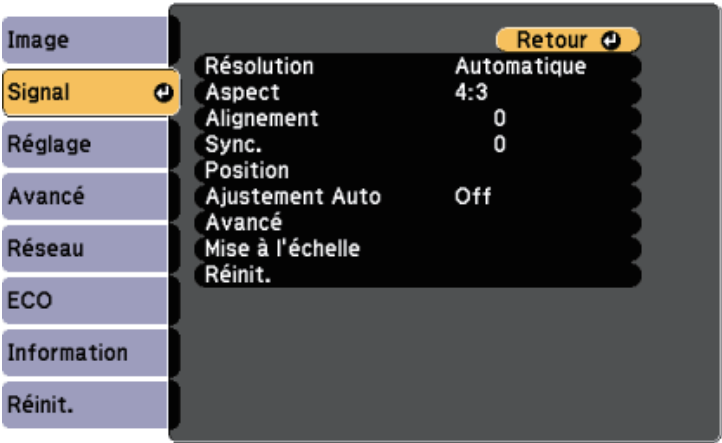 Image
Signal
Réglage
Avancé
Réseau
ECO
Information
Réinit.
Retour
Résolution Automatique
Aspect 4:3
Alignement 0
Sync. 0
Position
Ajustement Auto Off
Avancé
Mise à l'échelle
Réinit.